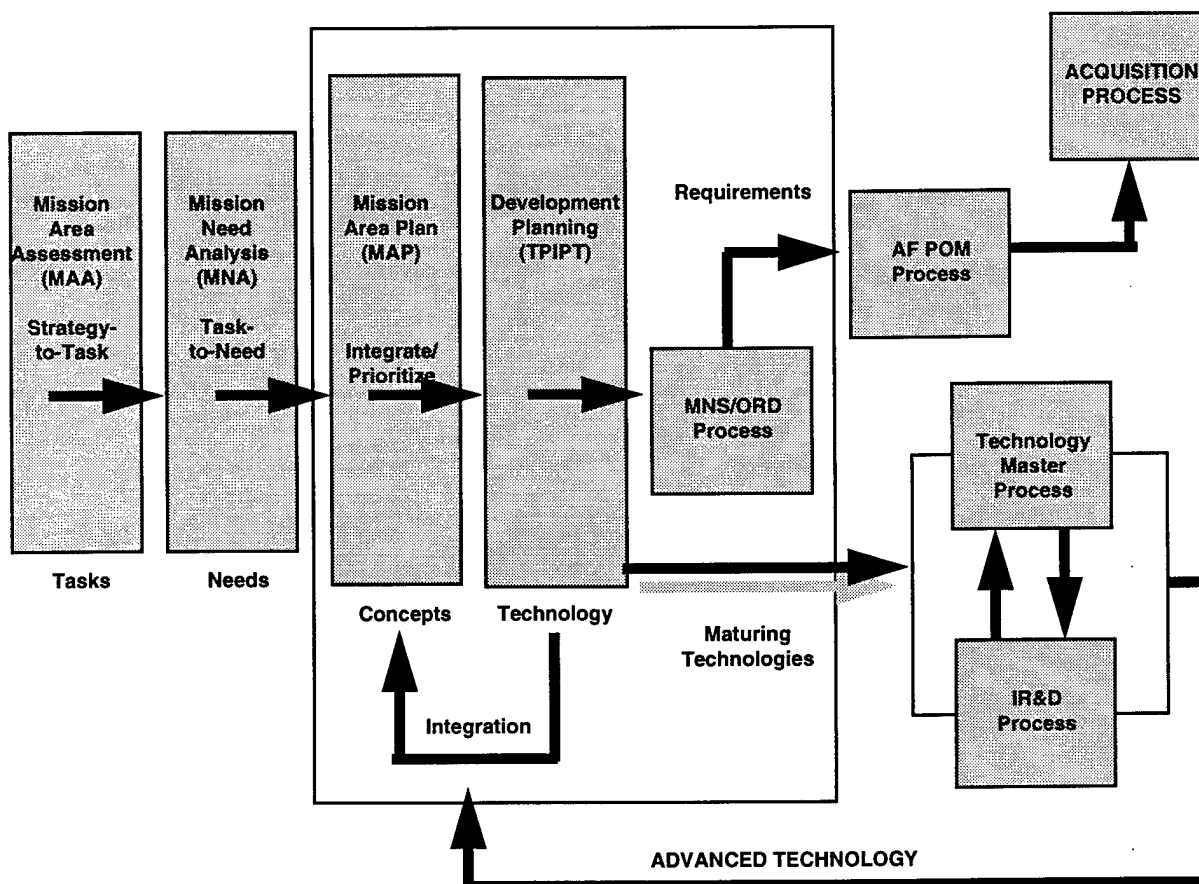 ACQUISITION
PROCESS
Mission
Area
Assessment
(MAA)
Strategy-
to-Task
Mission
Need
Analysis
(MNA)
Task-
to-Need
Mission
Area Plan
(MAP)
Integrate/
Prioritize
Development
Planning
(TPIPT)
Requirements
AF POM
Process
MNS/ORD
Process
Technology
Master
Process
Tasks
Needs
Concepts
Technology
Maturing
Technologies
Integration
IR&D
Process
ADVANCED TECHNOLOGY